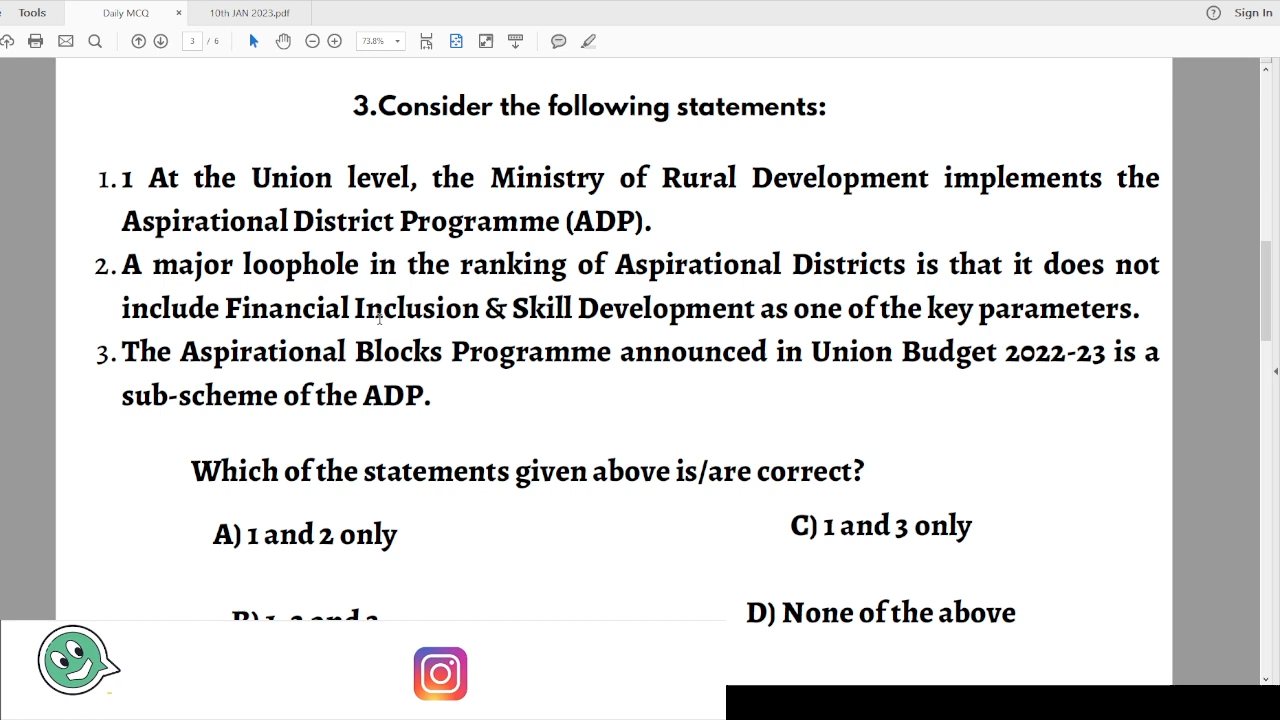 Tools
Daily MCQ
×
10th JAN 2023.pdf
?
Sign In
3 / 6
73.8%
3.Consider the following statements:
1. 1 At the Union level, the Ministry of Rural Development implements the
Aspirational District Programme (ADP).
2. A major loophole in the ranking of Aspirational Districts is that it does not
include Financial Inclusion & Skill Development as one of the key parameters.
3. The Aspirational Blocks Programme announced in Union Budget 2022-23 is a
sub-scheme of the ADP.
Which of the statements given above is/are correct?
A) 1 and 2 only
C) 1 and 3 only
B) 1, 2 and 3
D) None of the above